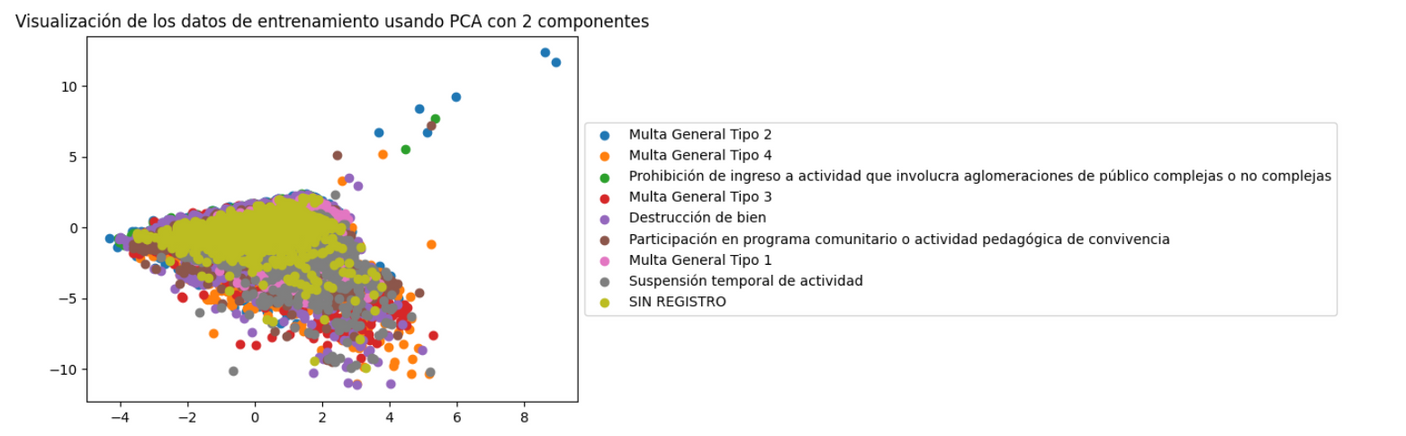 Visualización de los datos de entrenamiento usando PCA con 2 componentes
10
5
0
−5
−10
−4 −2 0 2 4 6 8
Multa General Tipo 2
Multa General Tipo 4
Prohibición de ingreso a actividad que involucra aglomeraciones de público complejas o no complejas
Multa General Tipo 3
Destrucción de bien
Participación en programa comunitario o actividad pedagógica de convivencia
Multa General Tipo 1
Suspensión temporal de actividad
SIN REGISTRO